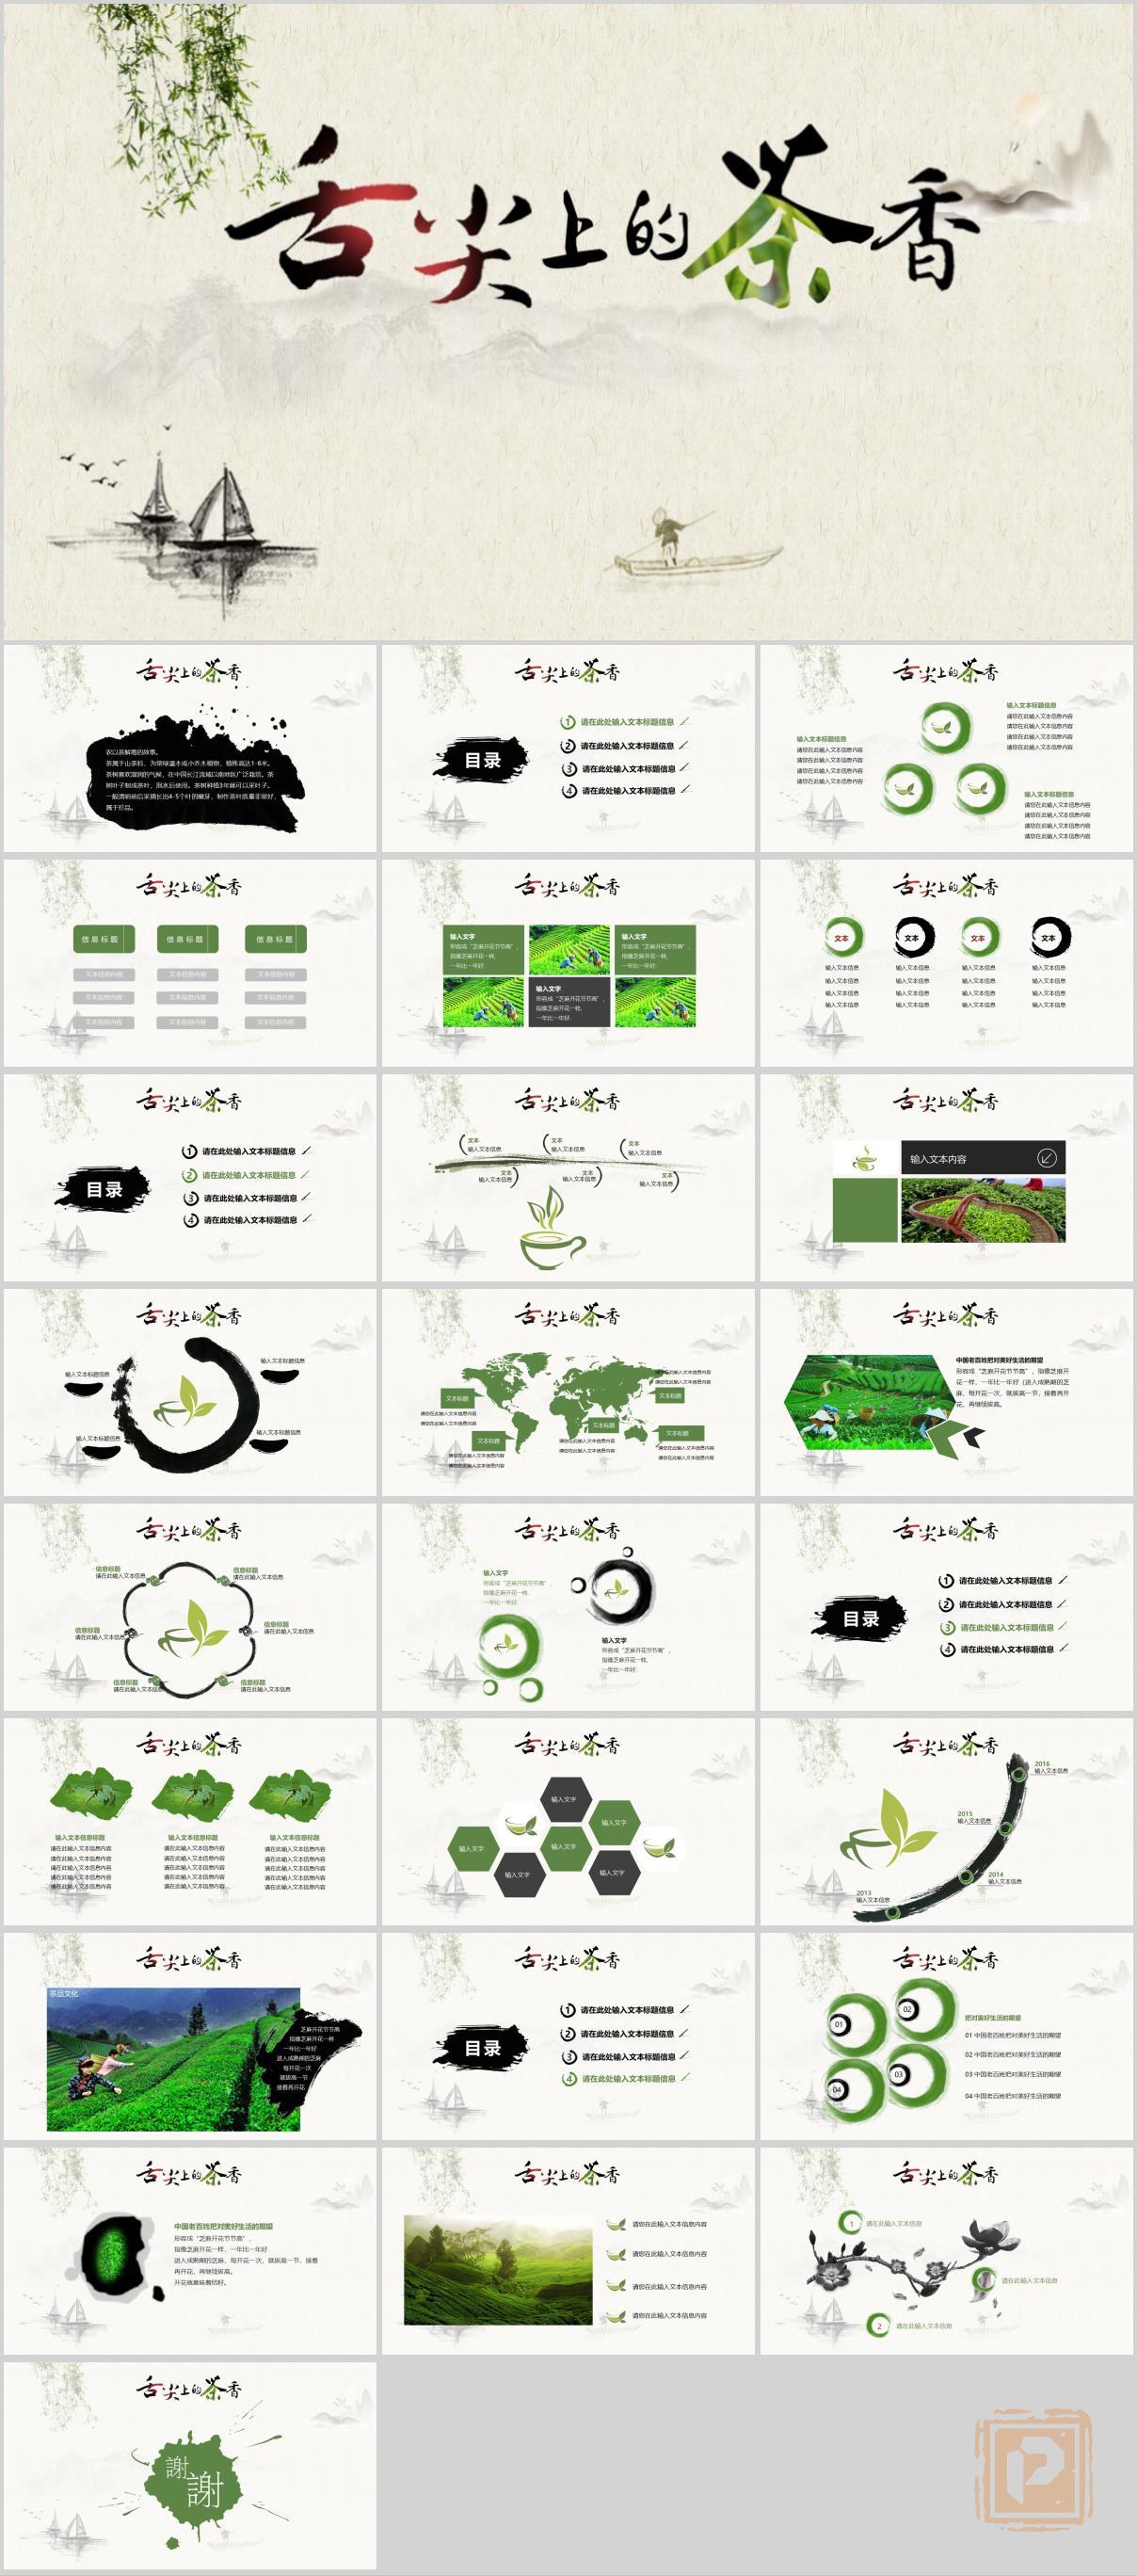 舌尖上的茶香
舌尖上的茶香
农以茶解毒的故事。
茶属于山茶科，为常绿灌木或小乔木植物，植株高达1-6米。
茶树喜欢湿润的气候，在中国长江流域以南地区广泛栽培。茶
树叶子制成茶叶，泡水后使用。茶树种植3年就可以采叶子。
一般清明前后采摘长出4-5个叶的嫩芽，制作茶叶质量非常好，
属于珍品。
舌尖上的茶香
目录
1 请在此处输入文本标题信息
2 请在此处输入文本标题信息
3 请在此处输入文本标题信息
4 请在此处输入文本标题信息
舌尖上的茶香
输入文本标题信息
请您在此输入文本信息内容
请您在此输入文本信息内容
请您在此输入文本信息内容
请您在此输入文本信息内容
输入文本标题信息
请您在此输入文本信息内容
请您在此输入文本信息内容
请您在此输入文本信息内容
请您在此输入文本信息内容
输入文本标题信息
请您在此输入文本信息内容
请您在此输入文本信息内容
请您在此输入文本信息内容
请您在此输入文本信息内容
舌尖上的茶香
信息标题 信息标题 信息标题
文本信息内容 文本信息内容 文本信息内容
文本信息内容 文本信息内容 文本信息内容
文本信息内容 文本信息内容 文本信息内容
舌尖上的茶香
输入文字
形容成“芝麻开花节节高”，
指像芝麻开花一样,
一年比一年好.
输入文字
形容成“芝麻开花节节高”，
指像芝麻开花一样,
一年比一年好.
输入文字
形容成“芝麻开花节节高”，
指像芝麻开花一样,
一年比一年好.
舌尖上的茶香
文本 文本 文本 文本
输入文本信息 输入文本信息 输入文本信息 输入文本信息
输入文本信息 输入文本信息 输入文本信息 输入文本信息
输入文本信息 输入文本信息 输入文本信息 输入文本信息
输入文本信息 输入文本信息 输入文本信息 输入文本信息
舌尖上的茶香
目录
1 请在此处输入文本标题信息
2 请在此处输入文本标题信息
3 请在此处输入文本标题信息
4 请在此处输入文本标题信息
舌尖上的茶香
文本 文本 文本
输入文本信息 输入文本信息 输入文本信息
文本 文本 文本
输入文本信息 输入文本信息 输入文本信息
舌尖上的茶香
输入文本内容
舌尖上的茶香
输入文本标题信息
输入文本标题信息
输入文本标题信息
输入文本标题信息
舌尖上的茶香
请您在此输入文本信息内容
请您在此输入文本信息内容
文本标题
文本标题
请您在此输入文本信息内容
请您在此输入文本信息内容
文本标题
文本标题
文本标题
请您在此输入文本信息内容
请您在此输入文本信息内容
请您在此输入文本信息内容
请您在此输入文本信息内容
请您在此输入文本信息内容
请您在此输入文本信息内容
舌尖上的茶香
中国老百姓把对美好生活的期望
形容成“芝麻开花节节高”，指像芝麻开
花一样，一年比一年好（进入成熟期的芝
麻，每开花一次，就拔高一节，接着再开
花，再继续拔高。
舌尖上的茶香
信息标题
请在此输入文本信息
信息标题
请在此输入文本信息
信息标题
请在此输入文本信息
信息标题
请在此输入文本信息
信息标题
请在此输入文本信息
信息标题
请在此输入文本信息
舌尖上的茶香
输入文字
形容成“芝麻开花节节高”，
指像芝麻开花一样,
一年比一年好.
输入文字
形容成“芝麻开花节节高”，
指像芝麻开花一样,
一年比一年好.
舌尖上的茶香
目录
1 请在此处输入文本标题信息
2 请在此处输入文本标题信息
3 请在此处输入文本标题信息
4 请在此处输入文本标题信息
舌尖上的茶香
输入文本信息标题 输入文本信息标题 输入文本信息标题
请在此输入文本信息内容 请在此输入文本信息内容 请在此输入文本信息内容
请在此输入文本信息内容 请在此输入文本信息内容 请在此输入文本信息内容
请在此输入文本信息内容 请在此输入文本信息内容 请在此输入文本信息内容
请在此输入文本信息内容 请在此输入文本信息内容 请在此输入文本信息内容
请在此输入文本信息内容 请在此输入文本信息内容 请在此输入文本信息内容
舌尖上的茶香
输入文字
输入文字
输入文字
输入文字
输入文字
输入文字
舌尖上的茶香
2016
输入文本信息
2015
输入文本信息
2014
输入文本信息
2013
输入文本信息
舌尖上的茶香
茶品文化
芝麻开花节节高
指像芝麻开花一样
一年比一年好
进入成熟期的芝麻
每开花一次
就拔高一节
接着再开花
舌尖上的茶香
目录
1 请在此处输入文本标题信息
2 请在此处输入文本标题信息
3 请在此处输入文本标题信息
4 请在此处输入文本标题信息
舌尖上的茶香
01
02
03
04
把对美好生活的期望
01 中国老百姓把对美好生活的期望
02 中国老百姓把对美好生活的期望
03 中国老百姓把对美好生活的期望
04 中国老百姓把对美好生活的期望
舌尖上的茶香
中国老百姓把对美好生活的期望
形容成“芝麻开花节节高”，
指像芝麻开花一样，一年比一年好
进入成熟期的芝麻，每开花一次，就拔高一节，接着
再开花，再继续拔高。
开花就意味着结籽。
舌尖上的茶香
请您在此输入文本信息内容
请您在此输入文本信息内容
请您在此输入文本信息内容
请您在此输入文本信息内容
舌尖上的茶香
1 请在此输入文本信息
请在此输入文本信息
2 请在此输入文本信息
舌尖上的茶香
謝謝